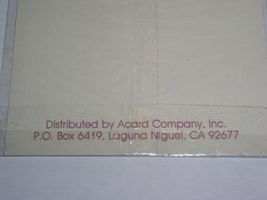 Distributed by Acard Company, Inc.
P.O. Box 6419, Laguna Niguel, CA 92677